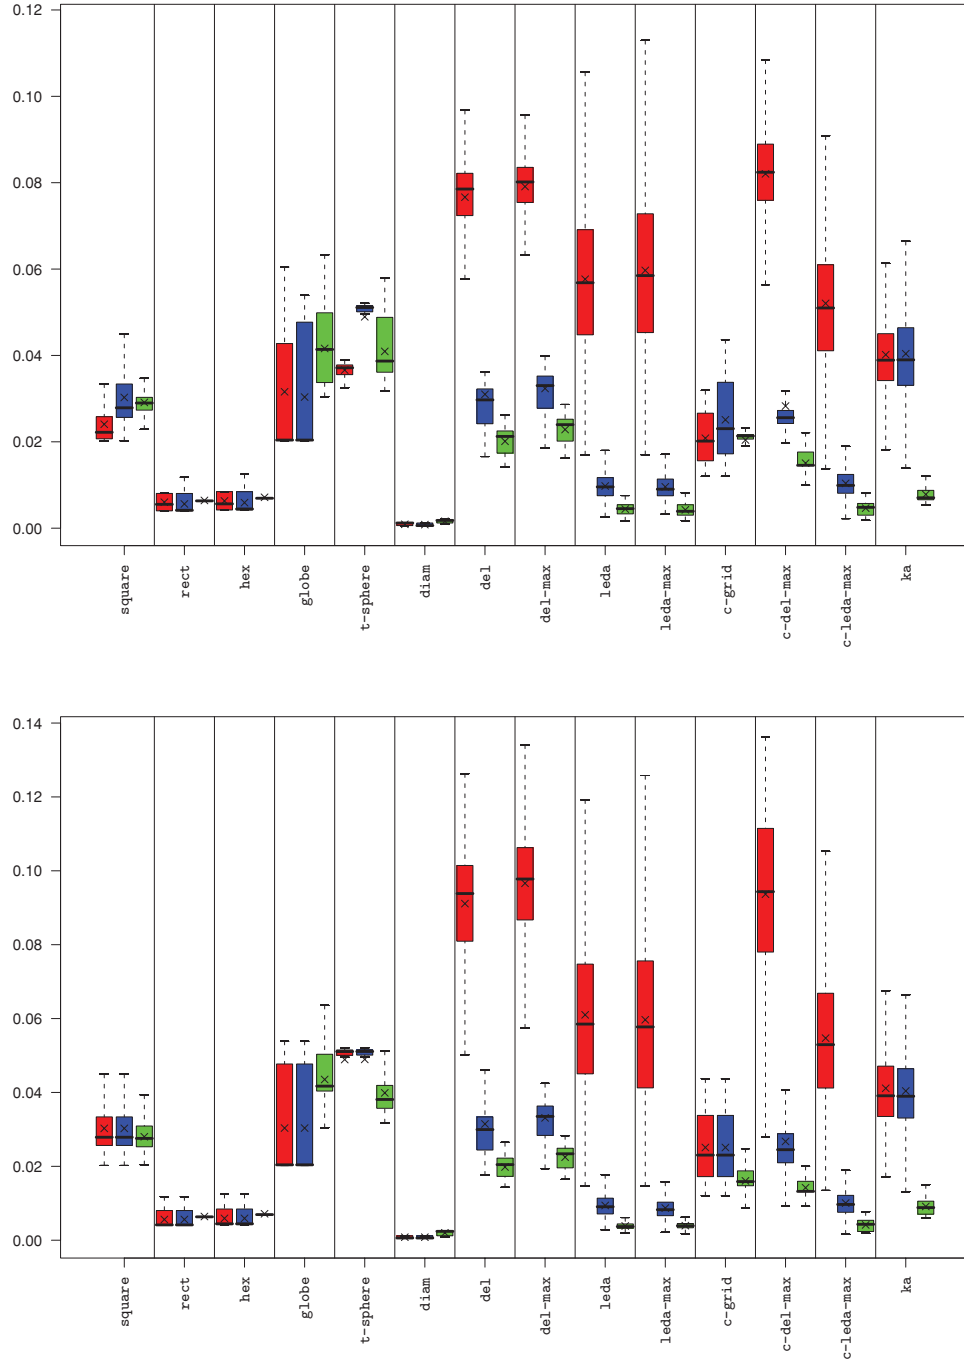 0.12
0.10
0.08
0.06
0.04
0.02
0.00
square
rect
hex
globe
t-sphere
diam
del
del-max
leda
leda-max
c-grid
c-del-max
c-leda-max
ka
0.14
0.12
0.10
0.08
0.06
0.04
0.02
0.00
square
rect
hex
globe
t-sphere
diam
del
del-max
leda
leda-max
c-grid
c-del-max
c-leda-max
ka